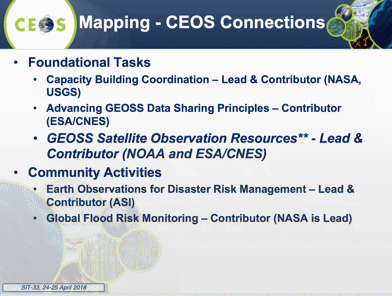 CEOS
Mapping - CEOS Connections
• Foundational Tasks
• Capacity Building Coordination – Lead & Contributor (NASA,
USGS)
• Advancing GEOSS Data Sharing Principles – Contributor
(ESA/CNES)
• GEOSS Satellite Observation Resources** - Lead &
Contributor (NOAA and ESA/CNES)
• Community Activities
• Earth Observations for Disaster Risk Management – Lead &
Contributor (ASI)
• Global Flood Risk Monitoring – Contributor (NASA is Lead)
SIT-33, 24-25 April 2018